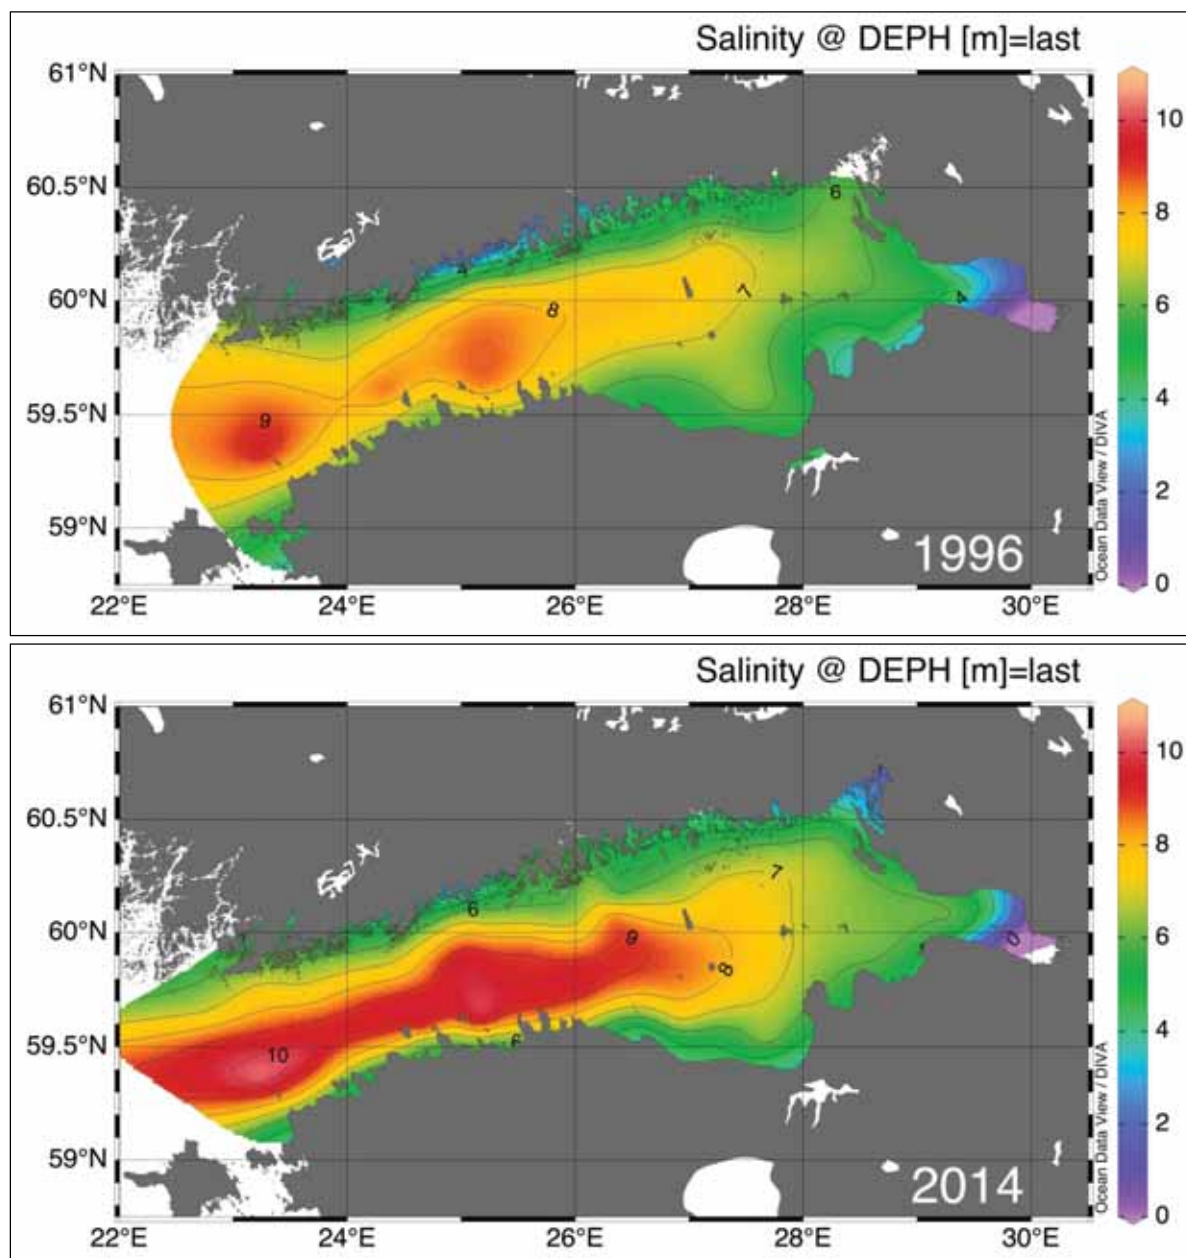 Salinity @ DEPH [m]=last
61°N
60.5°N
60°N
59.5°N
59°N
22°E
24°E
26°E
28°E
30°E
6
4
8
7
4
9
1996
Ocean Data View / DIVA
10
8
6
4
2
0
Salinity @ DEPH [m]=last
61°N
60.5°N
60°N
59.5°N
59°N
22°E
24°E
26°E
28°E
30°E
7
6
9
0
8
6
10
2014
Ocean Data View / DIVA
10
8
6
4
2
0